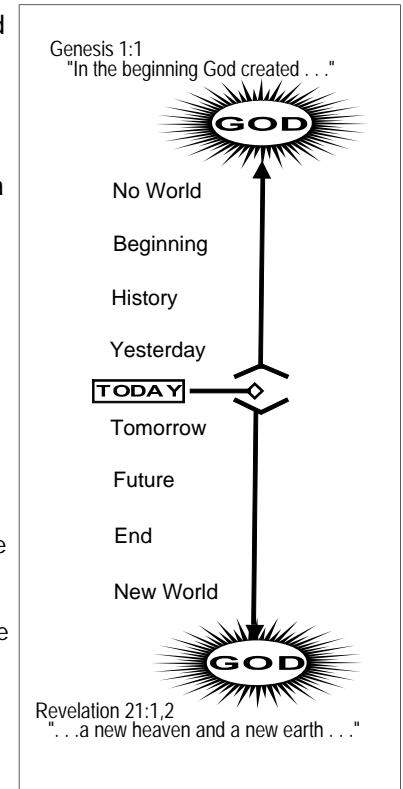 d
Genesis 1:1
"In the beginning God created . . ."
GOD
a
No World
Beginning
History
Yesterday
TODAY
Tomorrow
Future
e
End
New World
e
GOD
Revelation 21:1,2
". . .a new heaven and a new earth . . ."